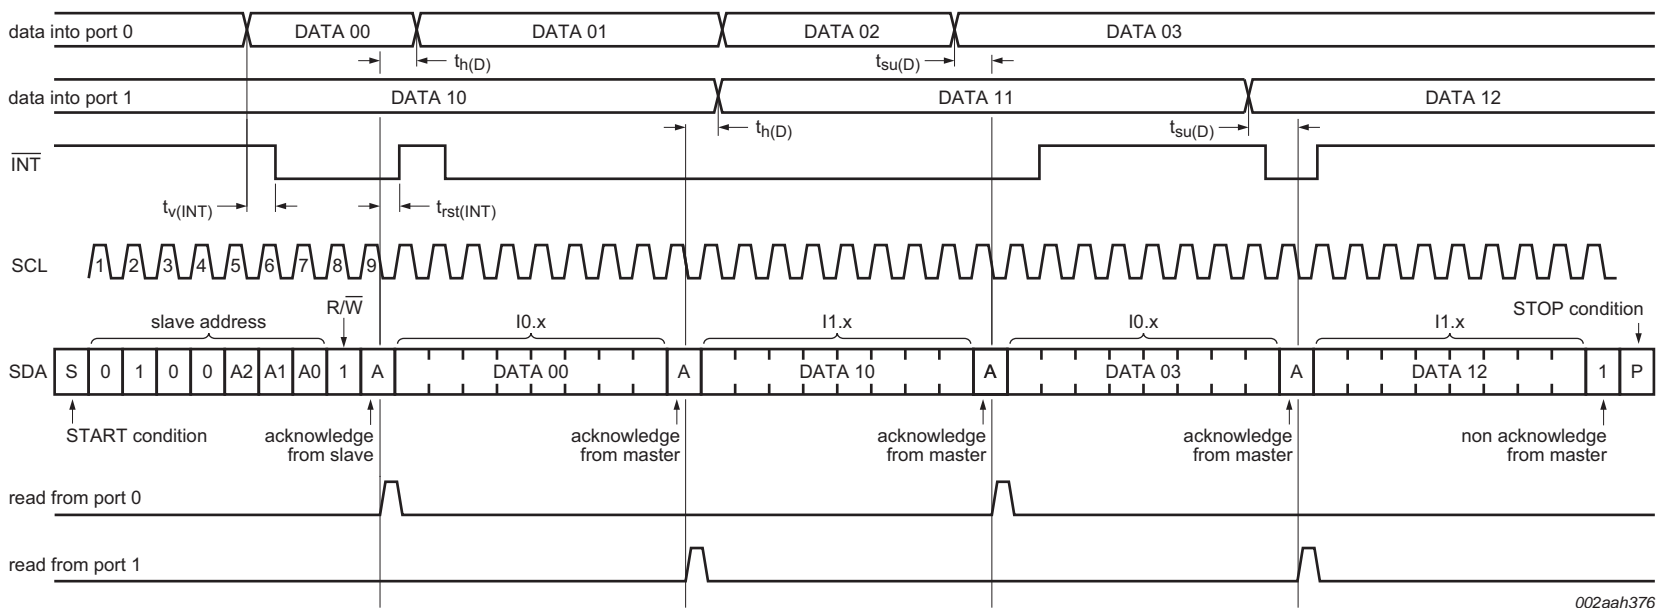 data into port 0 DATA 00 DATA 01 DATA 02 DATA 03
th(D) tsu(D)
data into port 1 DATA 10 DATA 11 DATA 12
th(D) tsu(D)
INT
tv(INT) trst(INT)
SCL 1 2 3 4 5 6 7 8 9
R/W STOP condition
slave address I0.x I1.x I0.x I1.x
SDA S 0 1 0 0 A2 A1 A0 1 A DATA 00 A DATA 10 A DATA 03 A DATA 12 1 P
START condition acknowledge acknowledge acknowledge acknowledge non acknowledge
from slave from master from master from master from master
read from port 0
read from port 1
002aah376